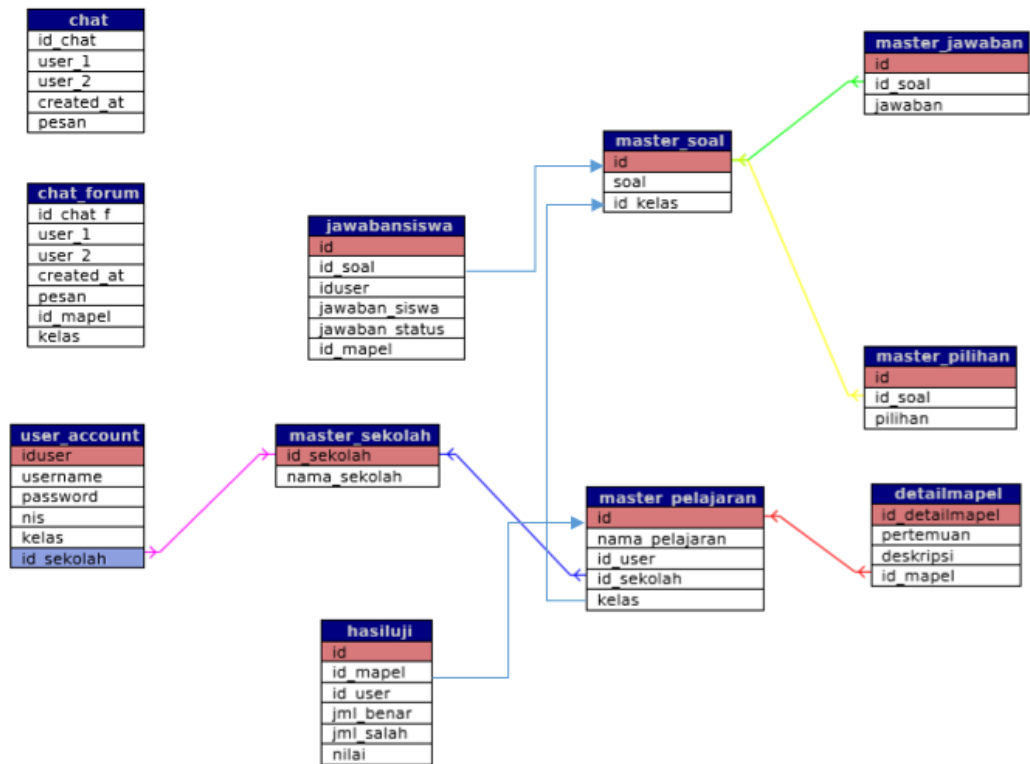 chat
id_chat
user_1
user_2
created_at
pesan
chat_forum
id_chat_f
user_1
user_2
created_at
pesan
id_mapel
kelas
user_account
iduser
username
password
nis
kelas
id_sekolah
jawabansiswa
id
id_soal
iduser
jawaban_siswa
jawaban_status
id_mapel
master_sekolah
id_sekolah
nama_sekolah
hasiluji
id
id_mapel
id_user
jml_benar
jml_salah
nilai
master_soal
id
soal
id_kelas
master_pelajaran
id
nama_pelajaran
id_user
id_sekolah
kelas
master_jawaban
id
id_soal
jawaban
master_pilihan
id
id_soal
pilihan
detailmapel
id_detailmapel
pertemuan
deskripsi
id_mapel